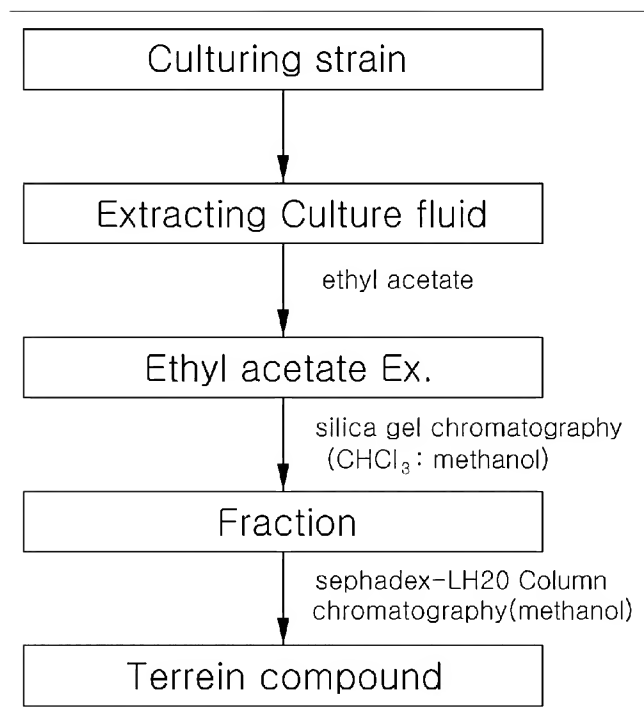 Culturing strain
Extracting Culture fluid
ethyl acetate
Ethyl acetate Ex.
silica gel chromatography
(CHCl₃: methanol)
Fraction
sephadex-LH20 Column
chromatography(methanol)
Terrein compound